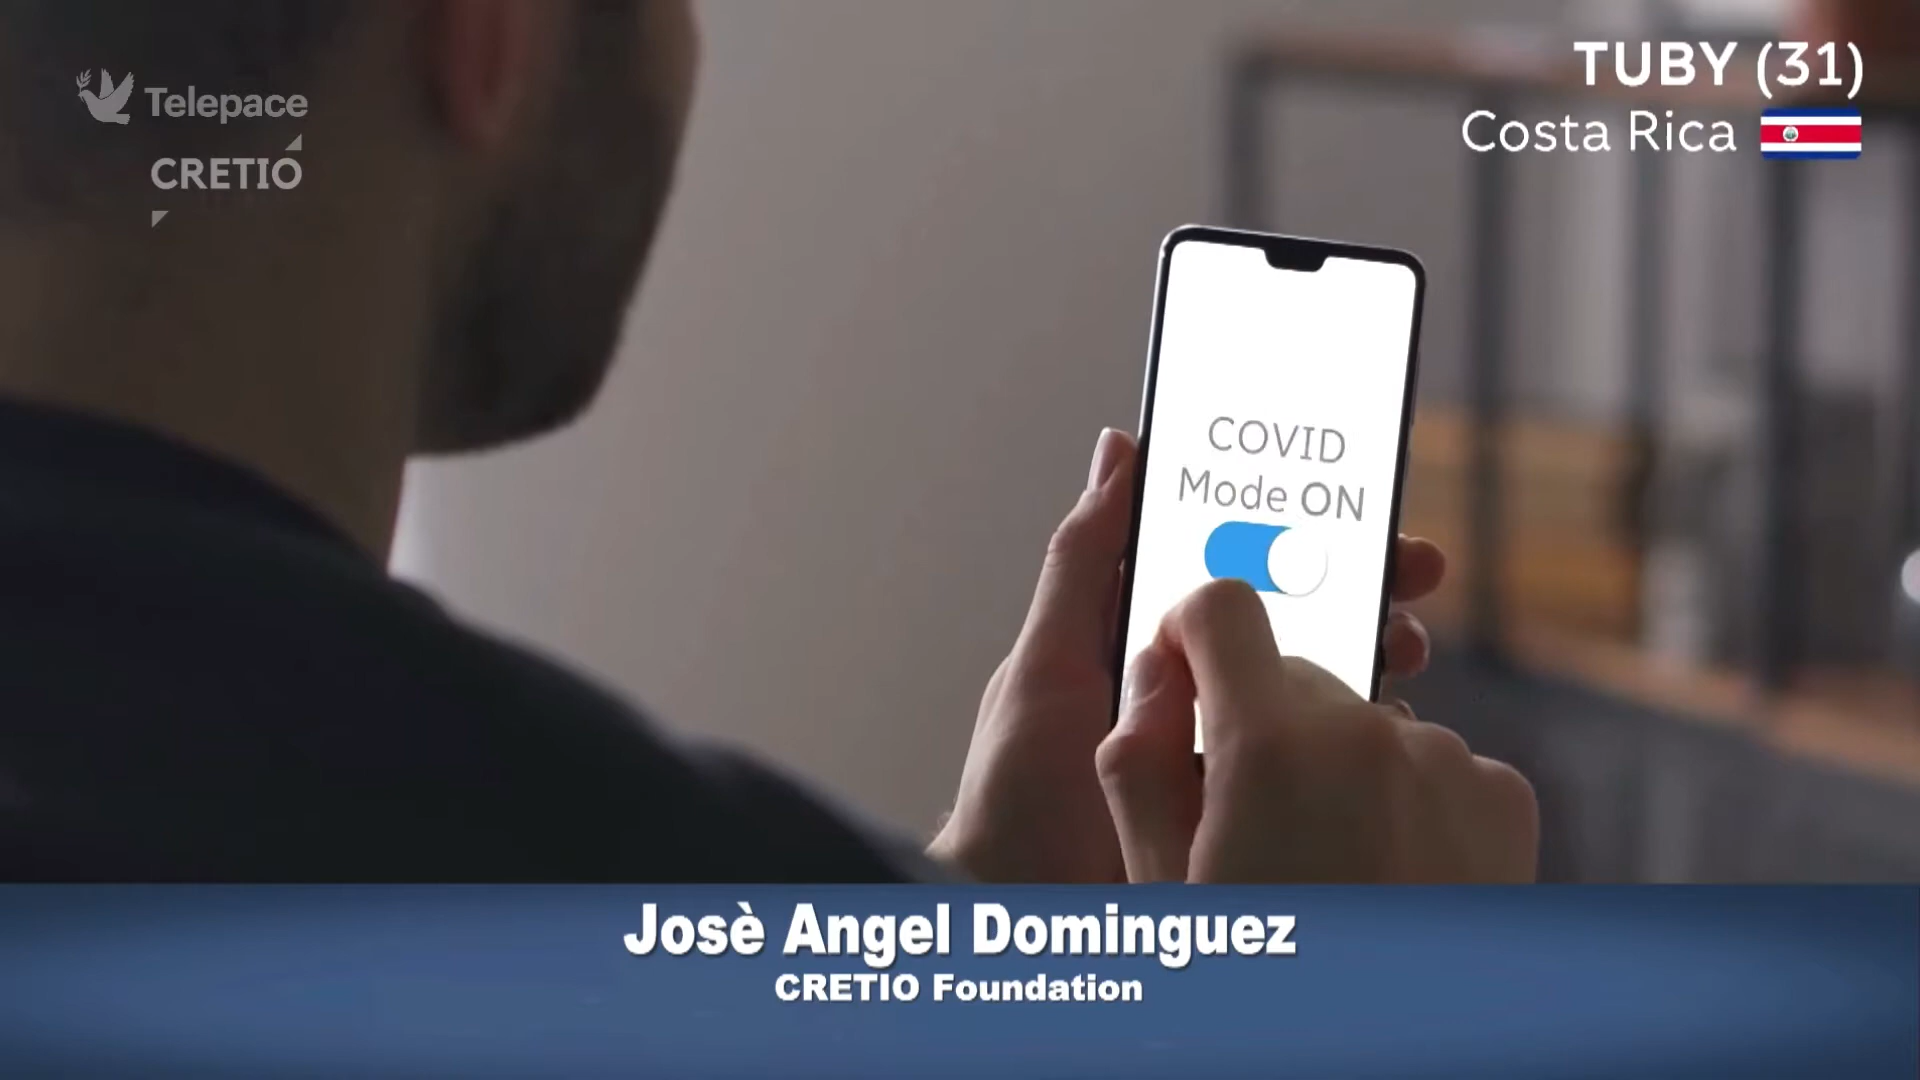 Telepace
CRETIO
TUBY (31)
Costa Rica
COVID
Mode ON
Josè Angel Dominguez
CRETIO Foundation